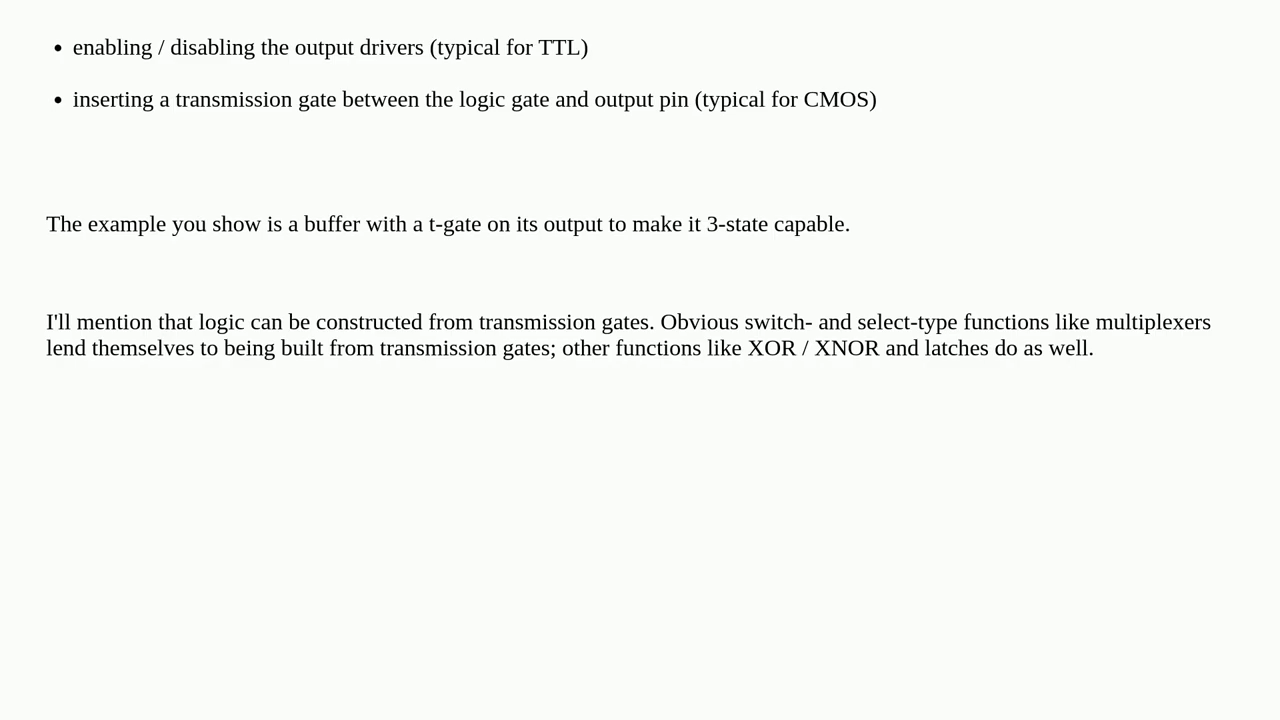 • enabling / disabling the output drivers (typical for TTL)
• inserting a transmission gate between the logic gate and output pin (typical for CMOS)
The example you show is a buffer with a t-gate on its output to make it 3-state capable.
I'll mention that logic can be constructed from transmission gates. Obvious switch- and select-type functions like multiplexers
lend themselves to being built from transmission gates; other functions like XOR / XNOR and latches do as well.